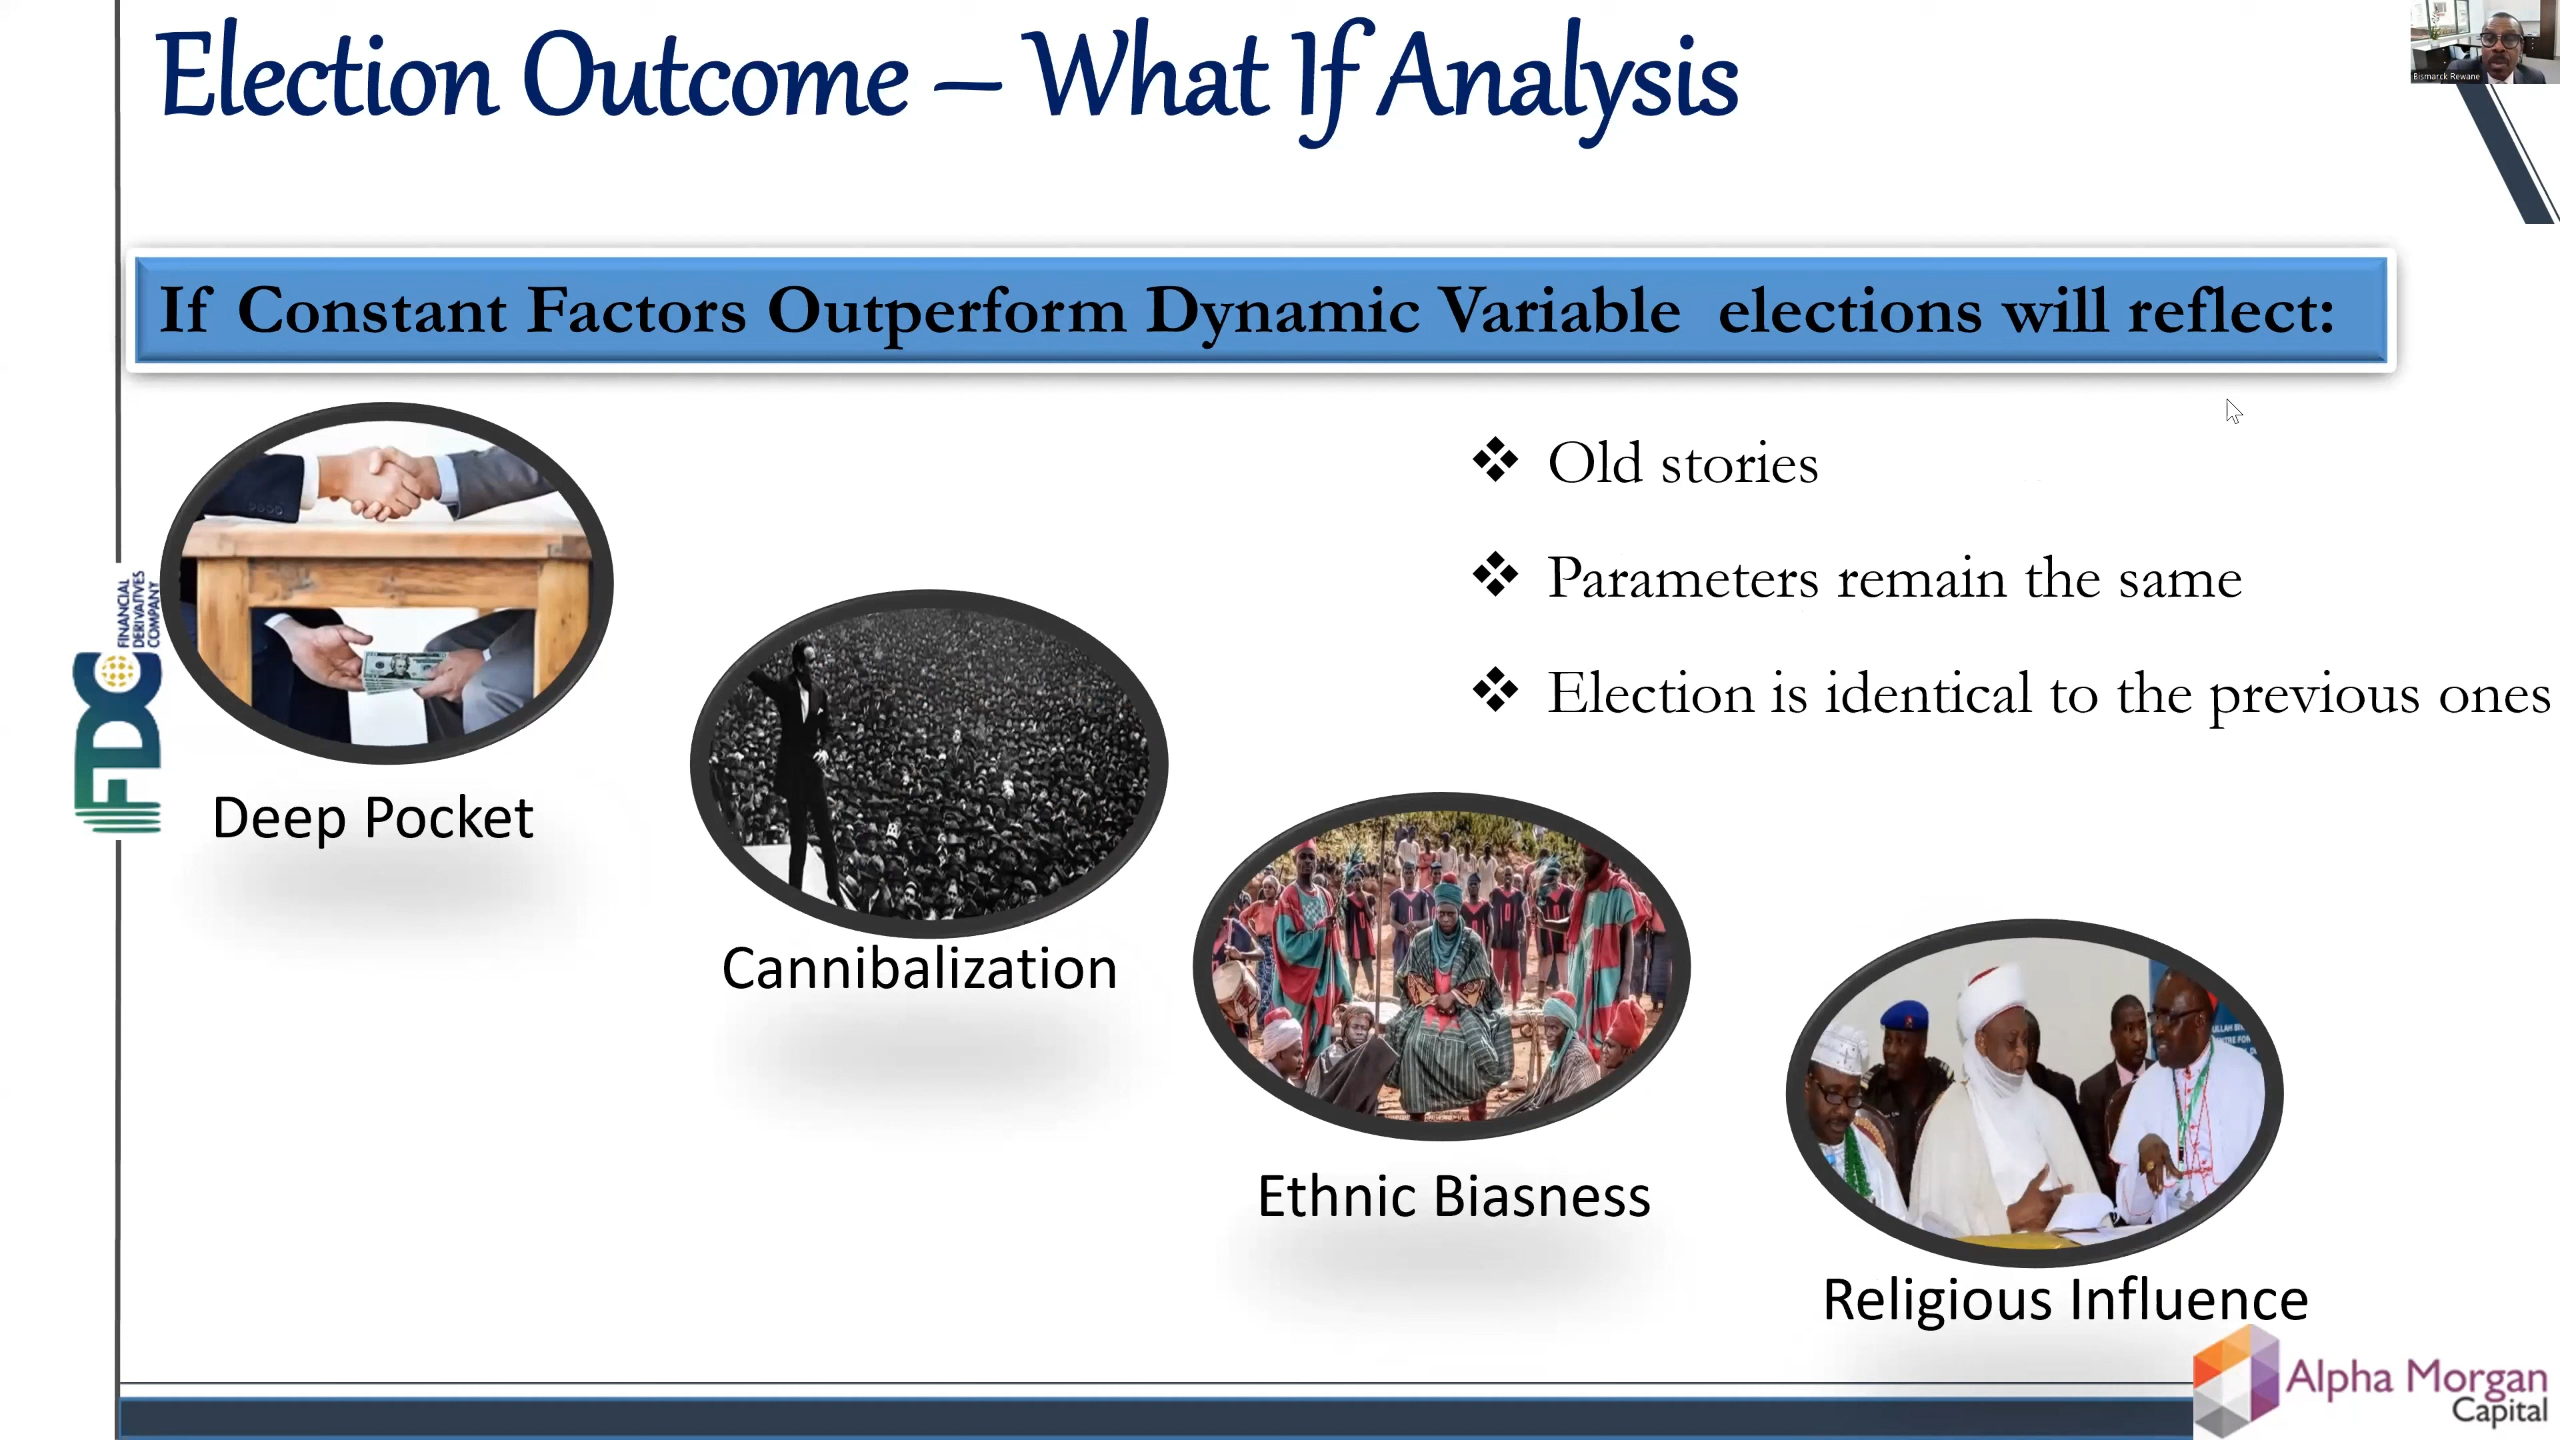 Election Outcome – What If Analysis
Bismarck Rewane
If Constant Factors Outperform Dynamic Variable elections will reflect:
❖ Old stories
❖ Parameters remain the same
❖ Election is identical to the previous ones
FDC
FINANCIAL
DERIVATIVES
COMPANY
Deep Pocket
Cannibalization
Ethnic Biasness
Religious Influence
Alpha Morgan
Capital